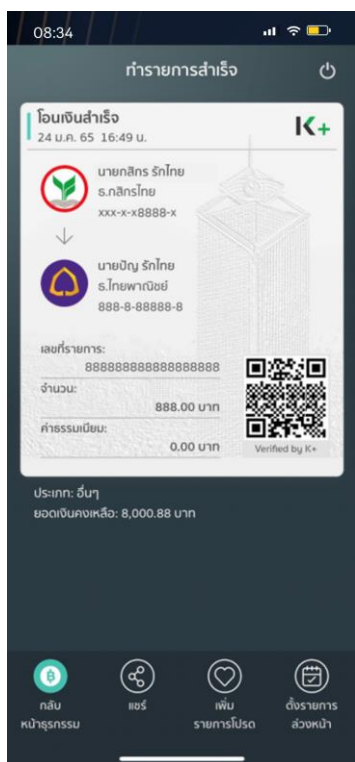 08:34
ทำรายการสำเร็จ
โอนเงินสำเร็จ
24 ม.ค. 65 16:49 น.
K+
นายกสิกร รักไทย
ธ.กสิกรไทย
xxx-x-x8888-x
นายปัญ รักไทย
ธ.ไทยพาณิชย์
888-8-88888-8
เลขที่รายการ:
888888888888888888
จำนวน:
888.00 บาท
ค่าธรรมเนียม:
0.00 บาท
Verified by K+
ประเภท: อื่นๆ
ยอดเงินคงเหลือ: 8,000.88 บาท
กลับ
หน้าธุรกรรม
แชร์
เพิ่ม
รายการโปรด
ตั้งรายการ
ล่วงหน้า